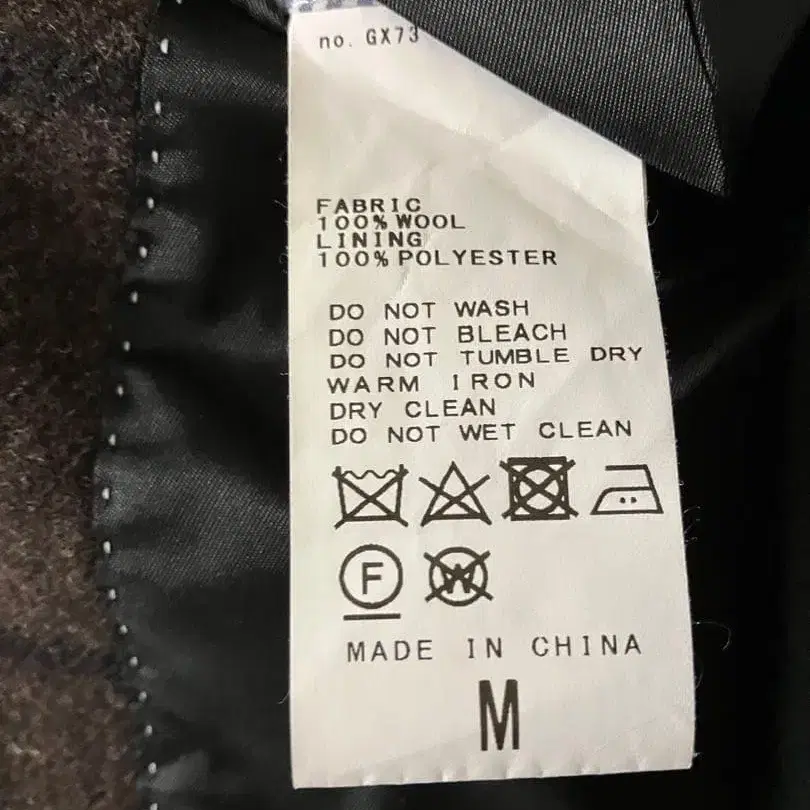 no. GX73
FABRIC
100% WOOL
LINING
100% POLYESTER
DO NOT WASH
DO NOT BLEACH
DO NOT TUMBLE DRY
WARM IRON
DRY CLEAN
DO NOT WET CLEAN
F W
MADE IN CHINA
M